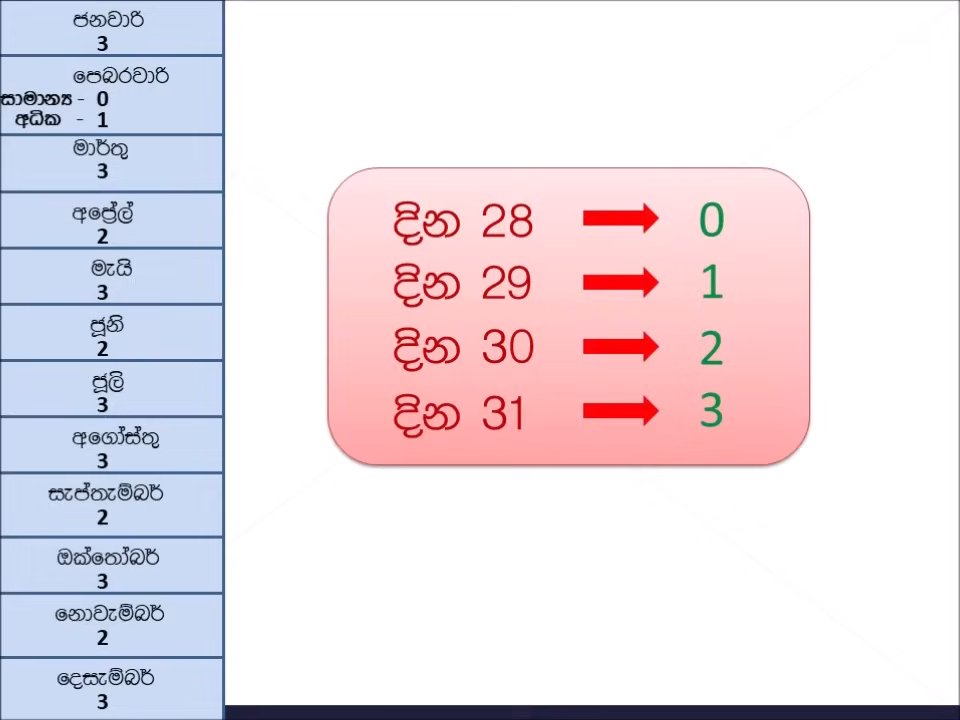 ජනවාරි
3
පෙබරවාරි
සාමාන්‍ය - 0
අධික - 1
මාර්තු
3
අප්‍රේල්
2
මැයි
3
ජූනි
2
ජූලි
3
අගෝස්තු
3
සැප්තැම්බර්
2
ඔක්තෝබර්
3
නොවැම්බර්
2
දෙසැම්බර්
3
දින 28 0
දින 29 1
දින 30 2
දින 31 3